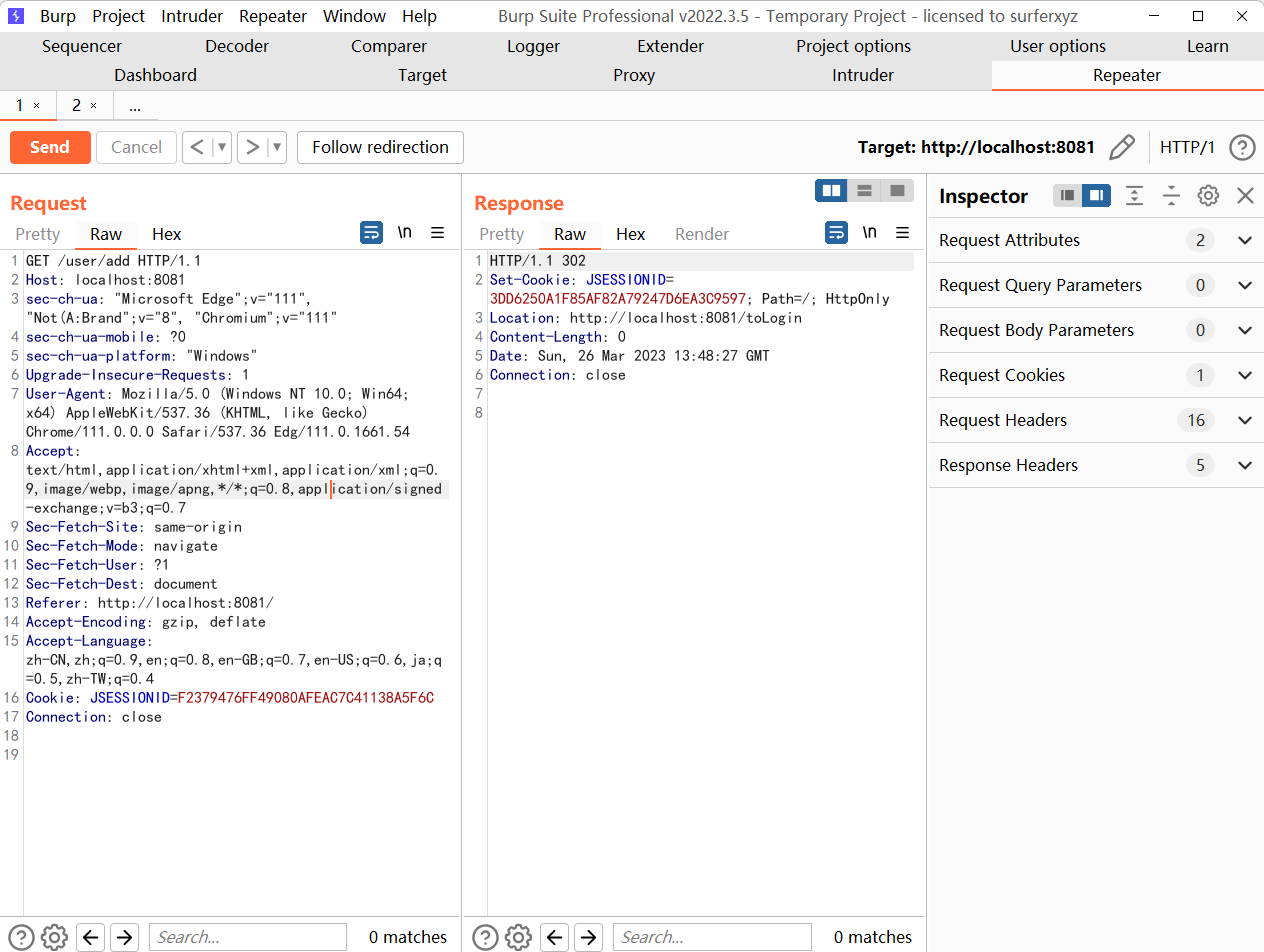 Burp Project Intruder Repeater Window Help Burp Suite Professional v2022.3.5 - Temporary Project - licensed to surferxyz
Sequencer Decoder Comparer Logger Extender Project options User options Learn
Dashboard Target Proxy Intruder Repeater
1 × 2 × ...
Send Cancel < > Follow redirection Target: http://localhost:8081 HTTP/1 ?
Request
Pretty Raw Hex \n
1 GET /user/add HTTP/1.1
2 Host: localhost:8081
3 sec-ch-ua: "Microsoft Edge";v="111",
"Not(A:Brand";v="8", "Chromium";v="111"
4 sec-ch-ua-mobile: ?0
5 sec-ch-ua-platform: "Windows"
6 Upgrade-Insecure-Requests: 1
7 User-Agent: Mozilla/5.0 (Windows NT 10.0; Win64;
x64) AppleWebKit/537.36 (KHTML, like Gecko)
Chrome/111.0.0.0 Safari/537.36 Edg/111.0.1661.54
8 Accept:
text/html,application/xhtml+xml,application/xml;q=0.
9,image/webp,image/apng,*/*;q=0.8,application/signed
-exchange;v=b3;q=0.7
9 Sec-Fetch-Site: same-origin
10 Sec-Fetch-Mode: navigate
11 Sec-Fetch-User: ?1
12 Sec-Fetch-Dest: document
13 Referer: http://localhost:8081/
14 Accept-Encoding: gzip, deflate
15 Accept-Language:
zh-CN,zh;q=0.9,en;q=0.8,en-GB;q=0.7,en-US;q=0.6,ja;q
=0.5,zh-TW;q=0.4
16 Cookie: JSESSIONID=F2379476FF49080AFEAC7C41138A5F6C
17 Connection: close
18
19
? Search... 0 matches
Response
Pretty Raw Hex Render \n
1 HTTP/1.1 302
2 Set-Cookie: JSESSIONID=
3DD6250A1F85AF82A79247D6EA3C9597; Path=/; HttpOnly
3 Location: http://localhost:8081/toLogin
4 Content-Length: 0
5 Date: Sun, 26 Mar 2023 13:48:27 GMT
6 Connection: close
7
8
? Search... 0 matches
Inspector
Request Attributes 2
Request Query Parameters 0
Request Body Parameters 0
Request Cookies 1
Request Headers 16
Response Headers 5